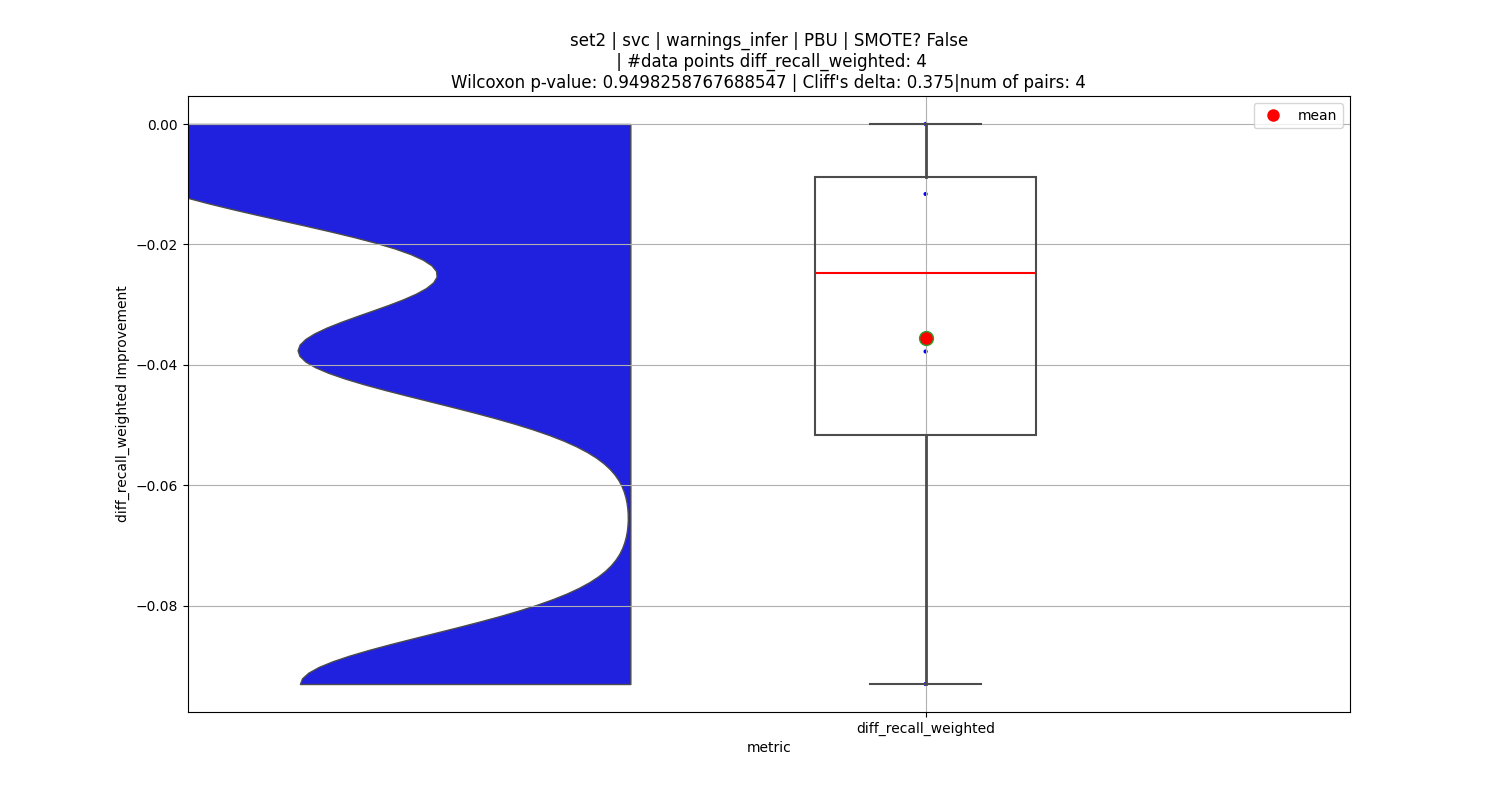 set2 | svc | warnings_infer | PBU | SMOTE? False
| #data points diff_recall_weighted: 4
Wilcoxon p-value: 0.9498258767688547 | Cliff's delta: 0.375|num of pairs: 4
mean
0.00
−0.02
−0.04
−0.06
−0.08
diff_recall_weighted Improvement
diff_recall_weighted
metric